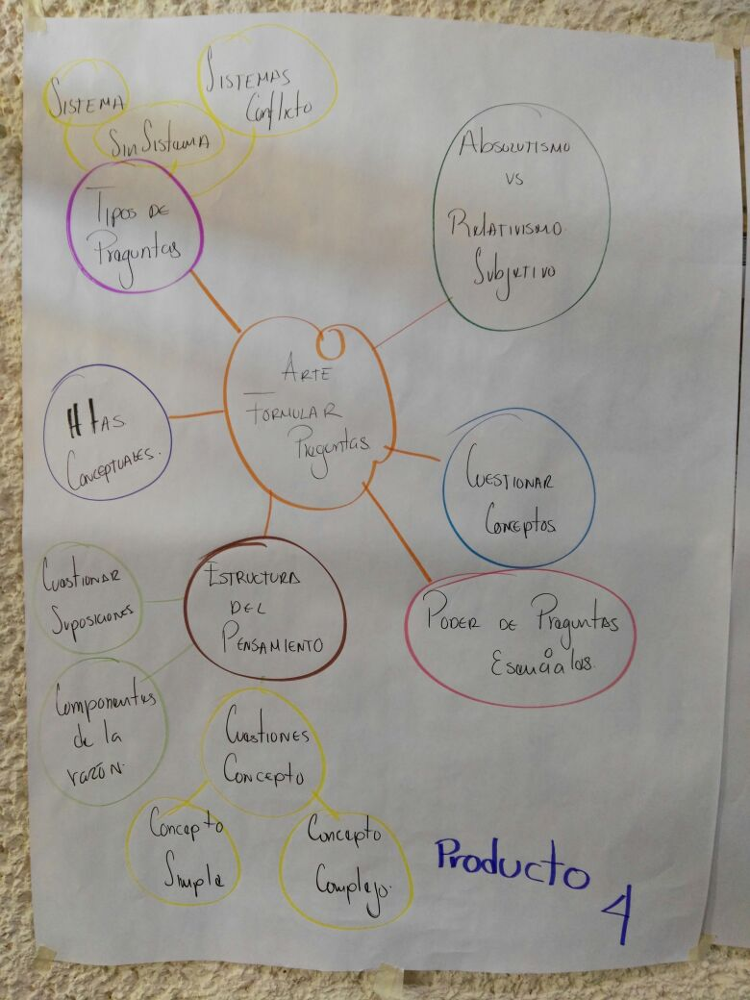 SISTEMA
SISTEMAS
Conflicto
SIN SISTEMA
TIPOS DE
Preguntas
ABSOLUTISMO
VS
RELATIVISMO
SUBJETIVO
ARTE
FORMULAR
Preguntas
HTAS
CONCEPTUALES.
CUESTIONAR
CONCEPTOS
CUESTIONAR
SUPOSICIONES
ESTRUCTURA
DEL
PENSAMIENTO
PODER DE Preguntas
Esenciales.
Componentes
de la
razón.
CUESTIONES
CONCEPTO
Concepto
Simple
Concepto
Complejo.
Producto 4